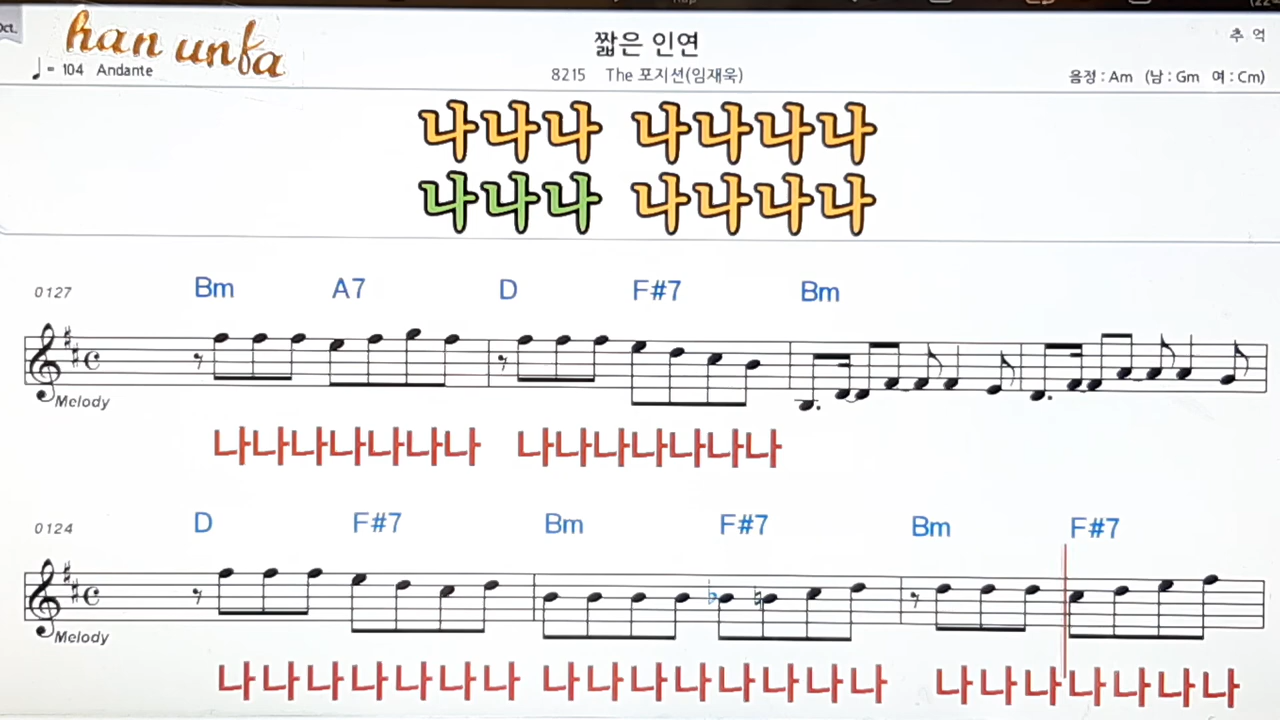 Oct.
han unfa
♩ = 104 Andante
짧은 인연
8215 The 포지션(임재욱)
추 억
음정 : Am (남 : Gm 여 : Cm)
나나나 나나나나
나나나 나나나나
0127
Bm A7 D F#7 Bm
Melody
나나나나나나나 나나나나나나나
0124
D F#7 Bm F#7 Bm F#7
Melody
나나나나나나나 나나나나나나나나 나나나나나나나